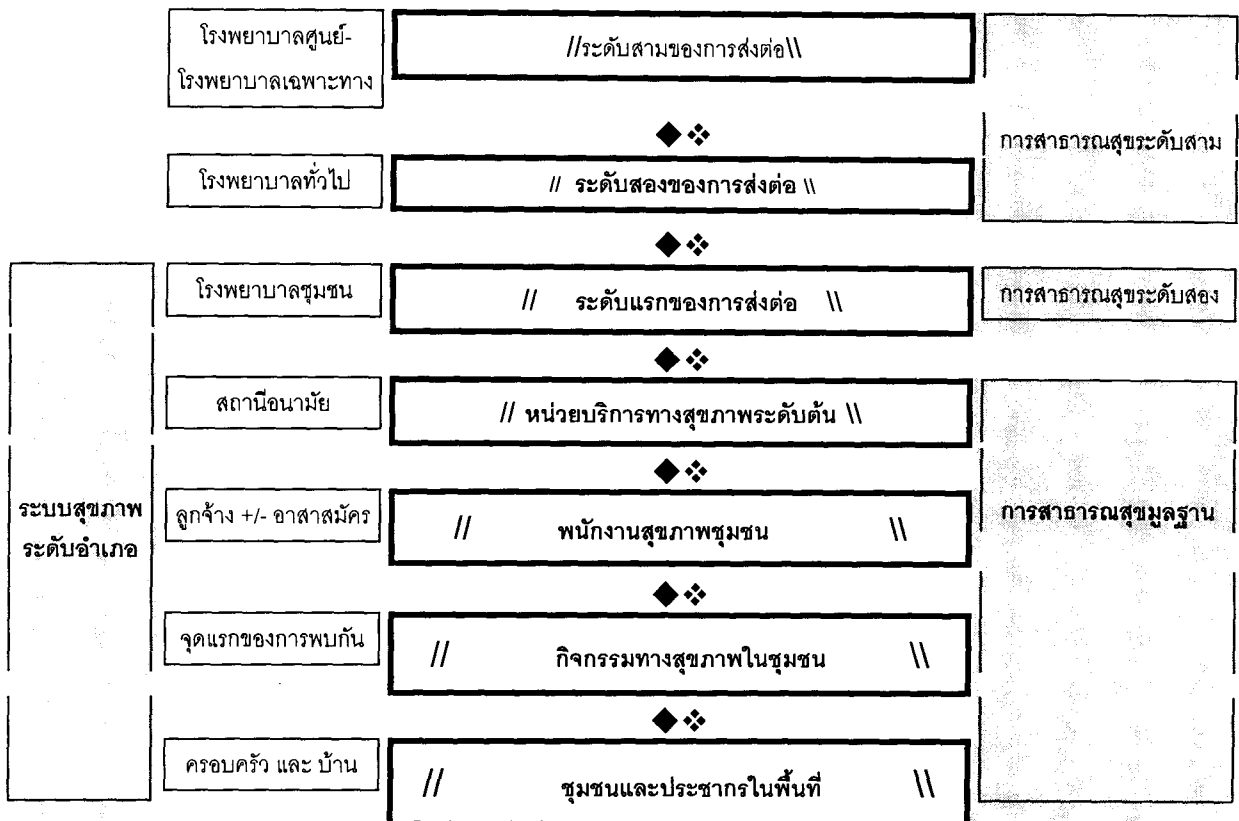 โรงพยาบาลศูนย์-
โรงพยาบาลเฉพาะทาง
//ระดับสามของการส่งต่อ\\
การสาธารณสุขระดับสาม
โรงพยาบาลทั่วไป
// ระดับสองของการส่งต่อ \\
โรงพยาบาลชุมชน
// ระดับแรกของการส่งต่อ \\
การสาธารณสุขระดับสอง
สถานีอนามัย
// หน่วยบริการทางสุขภาพระดับต้น \\
ระบบสุขภาพ
ระดับอำเภอ
ลูกจ้าง +/- อาสาสมัคร
// พนักงานสุขภาพชุมชน \\
การสาธารณสุขมูลฐาน
จุดแรกของการพบกัน
// กิจกรรมทางสุขภาพในชุมชน \\
ครอบครัว และ บ้าน
// ชุมชนและประชากรในพื้นที่ \\